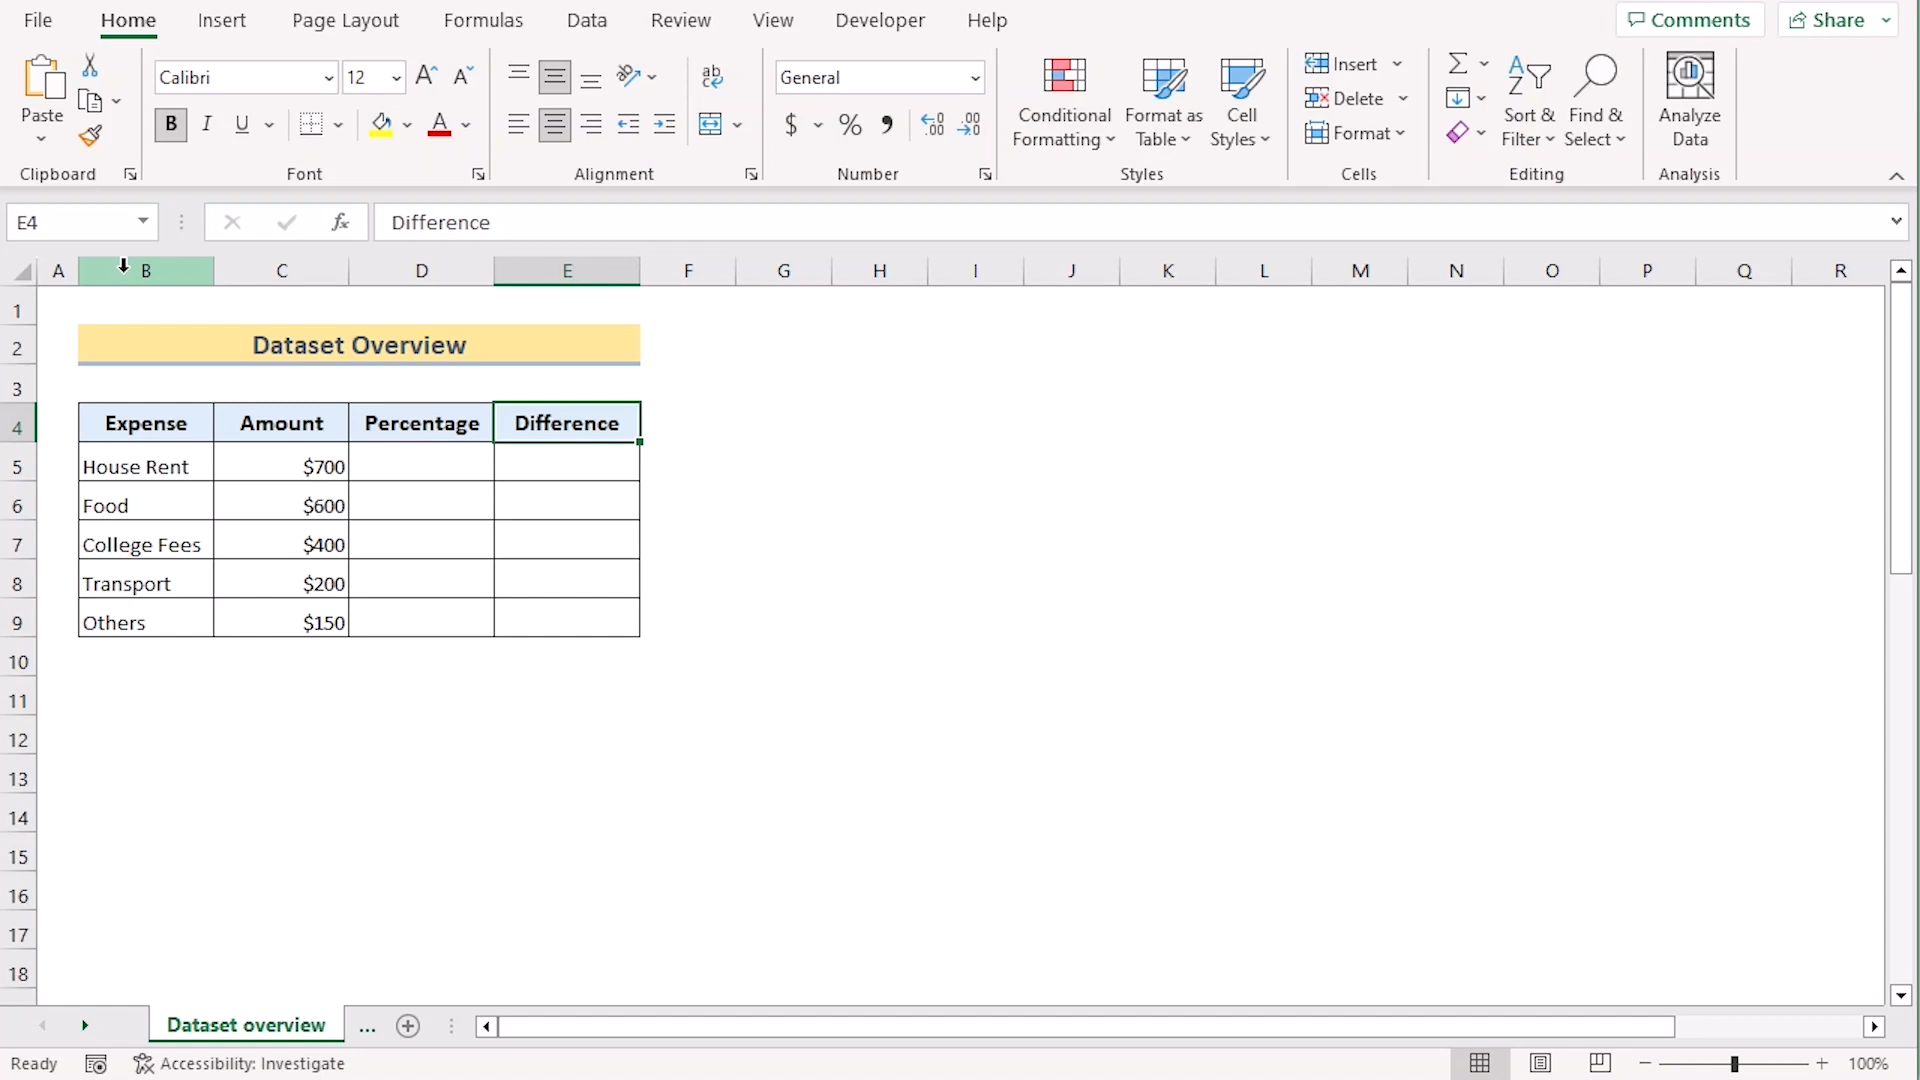 File Home Insert Page Layout Formulas Data Review View Developer Help Comments Share
Calibri 12 A A ab General Insert
Paste Conditional Format as Cell Delete Sort & Find & Analyze
B I U A $ % Formatting Table Styles Format Filter Select Data
Clipboard Font Alignment Number Styles Cells Editing Analysis
E4 fx Difference
A B C D E F G H I J K L M N O P Q R
1
2 Dataset Overview
3
4 Expense Amount Percentage Difference
5 House Rent $700
6 Food $600
7 College Fees $400
8 Transport $200
9 Others $150
10
11
12
13
14
15
16
17
18
Dataset overview ...
Ready Accessibility: Investigate 100%